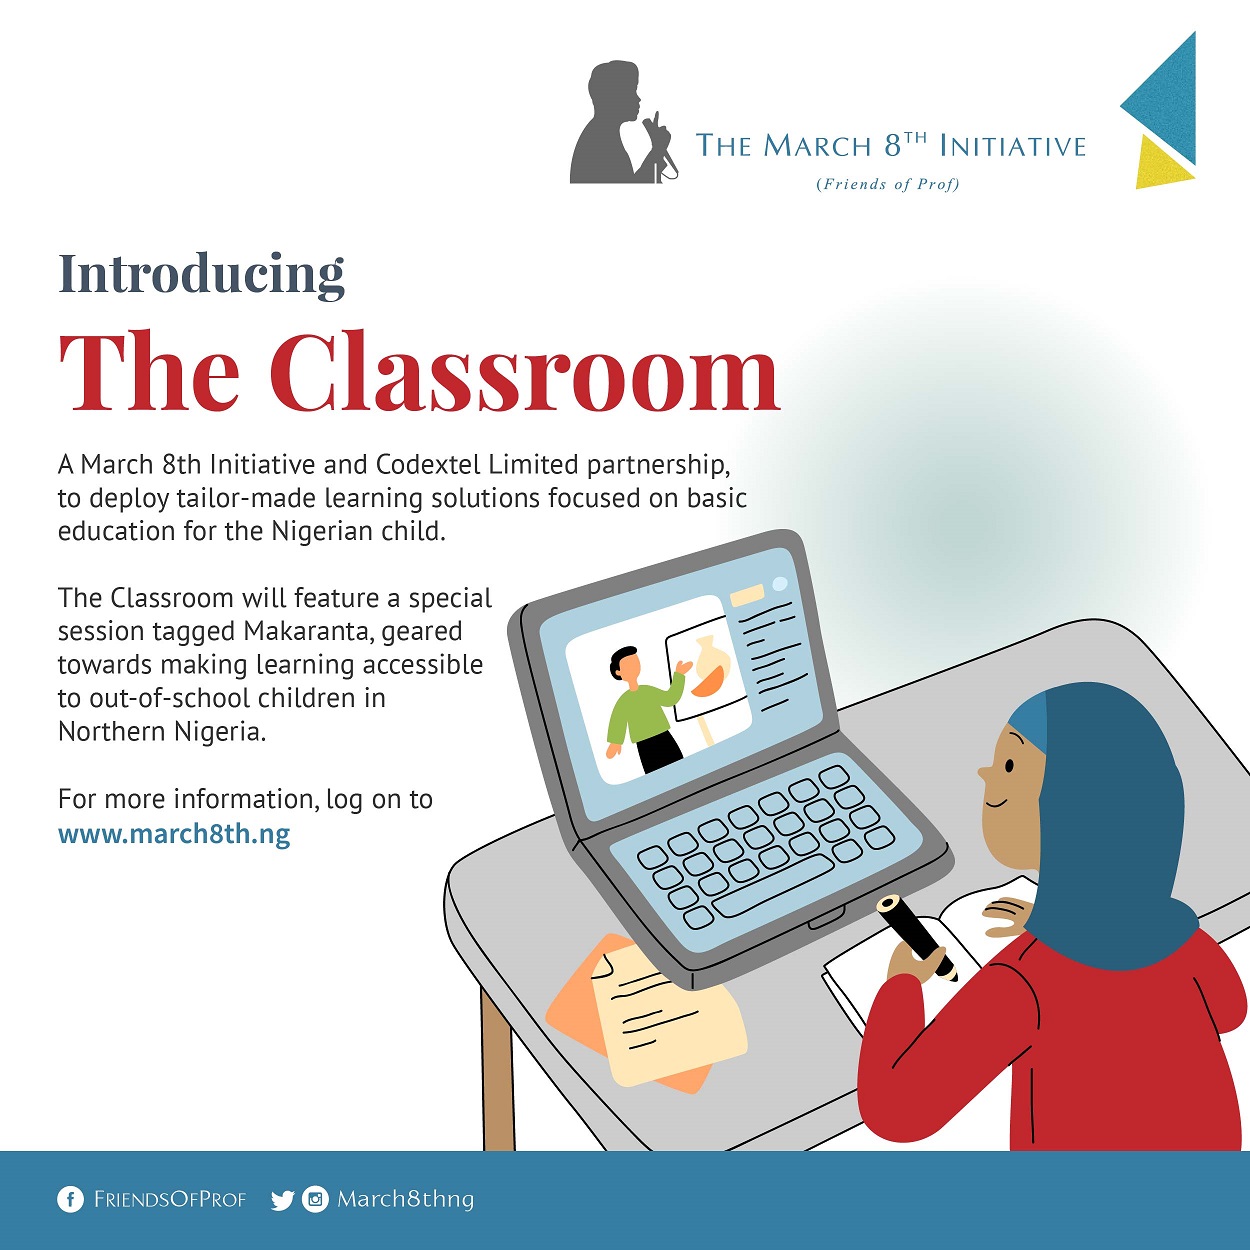 The March 8TH Initiative
(Friends of Prof)
Introducing
The Classroom
A March 8th Initiative and Codextel Limited partnership,
to deploy tailor-made learning solutions focused on basic
education for the Nigerian child.
The Classroom will feature a special
session tagged Makaranta, geared
towards making learning accessible
to out-of-school children in
Northern Nigeria.
For more information, log on to
www.march8th.ng
FriendsOfProf March8thng